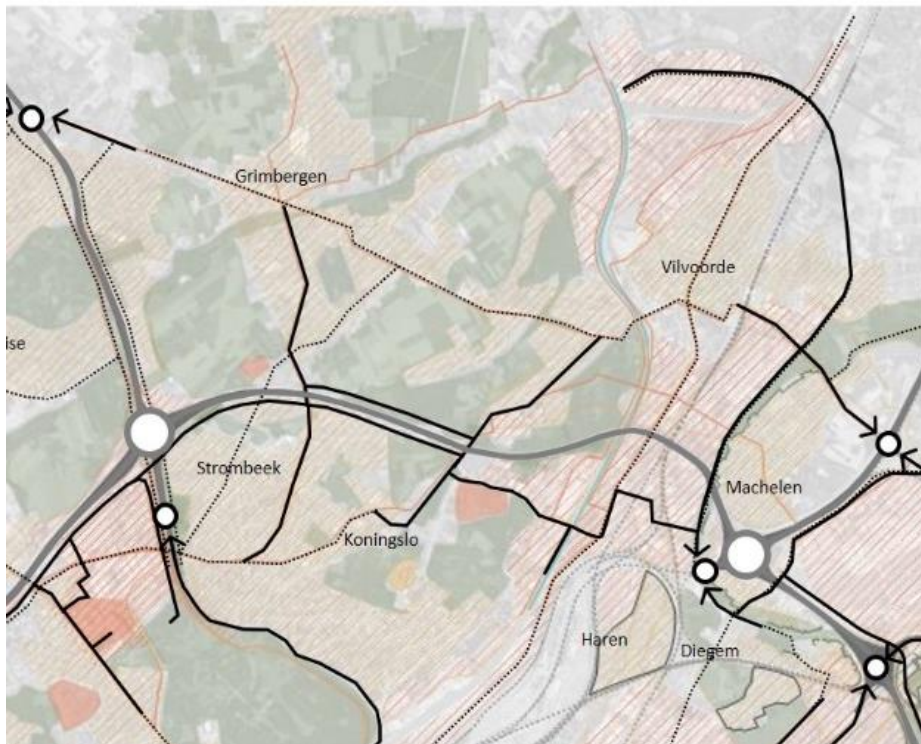 Grimbergen
Vilvoorde
ise
Strombeek
Machelen
Koningslo
Haren
Diegem